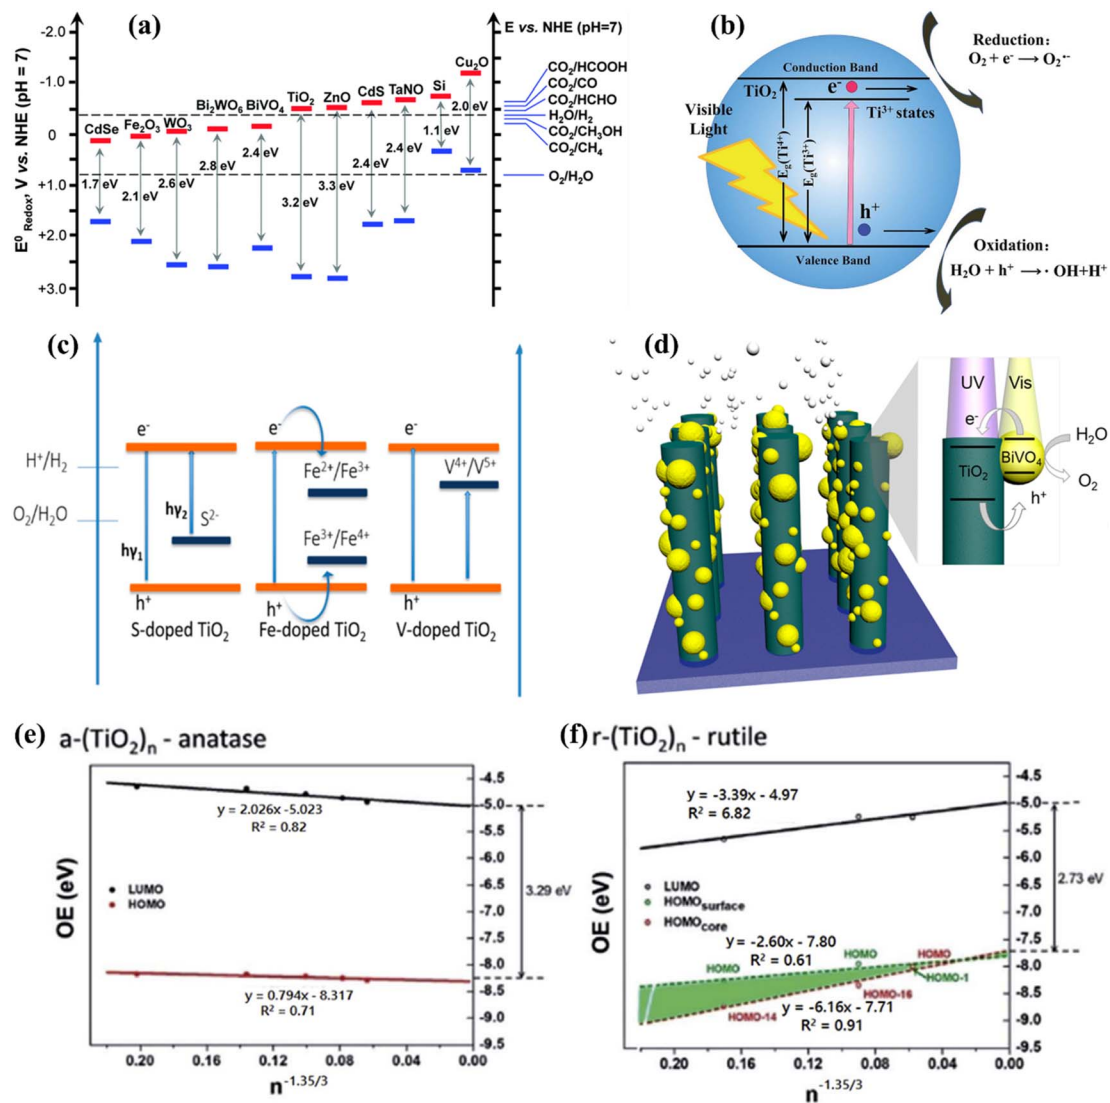 (a)
E⁰ Redox, V vs. NHE (pH = 7)
-2.0
-1.0
0
+1.0
+2.0
+3.0
CdSe
Fe₂O₃
WO₃
Bi₂WO₆
BiVO₄
TiO₂
ZnO
CdS
TaNO
Si
Cu₂O
1.7 eV
2.1 eV
2.6 eV
2.8 eV
2.4 eV
3.2 eV
3.3 eV
2.4 eV
2.4 eV
1.1 eV
2.0 eV
E vs. NHE (pH=7)
CO₂/HCOOH
CO₂/CO
CO₂/HCHO
H₂O/H₂
CO₂/CH₃OH
CO₂/CH₄
O₂/H₂O
(b)
Conduction Band
TiO₂
e⁻
Ti³⁺ states
Visible
Light
E₉(Ti⁴⁺)
E₉(Ti³⁺)
h⁺
Valence Band
Reduction:
O₂ + e⁻ → O₂•⁻
Oxidation:
H₂O + h⁺ → · OH+H⁺
(c)
H⁺/H₂
O₂/H₂O
e⁻
hγ₁
hγ₂
S²⁻
h⁺
S-doped TiO₂
e⁻
Fe²⁺/Fe³⁺
Fe³⁺/Fe⁴⁺
h⁺
Fe-doped TiO₂
e⁻
V⁴⁺/V⁵⁺
h⁺
V-doped TiO₂
(d)
UV
Vis
e⁻
TiO₂
BiVO₄
H₂O
O₂
h⁺
(e)
a-(TiO₂)ₙ - anatase
y = 2.026x -5.023
R² = 0.82
LUMO
HOMO
y = 0.794x - 8.317
R² = 0.71
3.29 eV
OE (eV)
-4.5
-5.0
-5.5
-6.0
-6.5
-7.0
-7.5
-8.0
-8.5
-9.0
-9.5
0.20
0.16
0.12
0.08
0.04
0.00
n⁻¹·³⁵/³
(f)
r-(TiO₂)ₙ - rutile
y = -3.39x - 4.97
R² = 6.82
LUMO
HOMOsurface
HOMOcore
y = -2.60x - 7.80
R² = 0.61
HOMO
HOMO
HOMO
HOMO-1
HOMO-16
HOMO-14
y = -6.16x - 7.71
R² = 0.91
2.73 eV
OE (eV)
-4.5
-5.0
-5.5
-6.0
-6.5
-7.0
-7.5
-8.0
-8.5
-9.0
-9.5
0.20
0.16
0.12
0.08
0.04
0.00
n⁻¹·³⁵/³